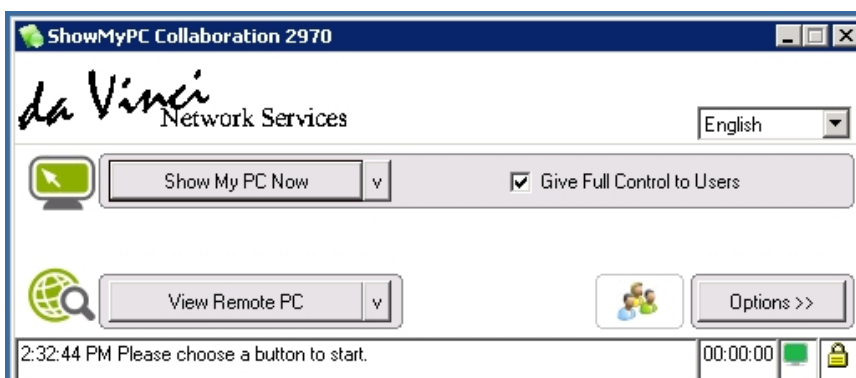 ShowMyPC Collaboration 2970
da Vinci
Network Services
English
Show My PC Now v Give Full Control to Users
View Remote PC v Options >>
2:32:44 PM Please choose a button to start. 00:00:00